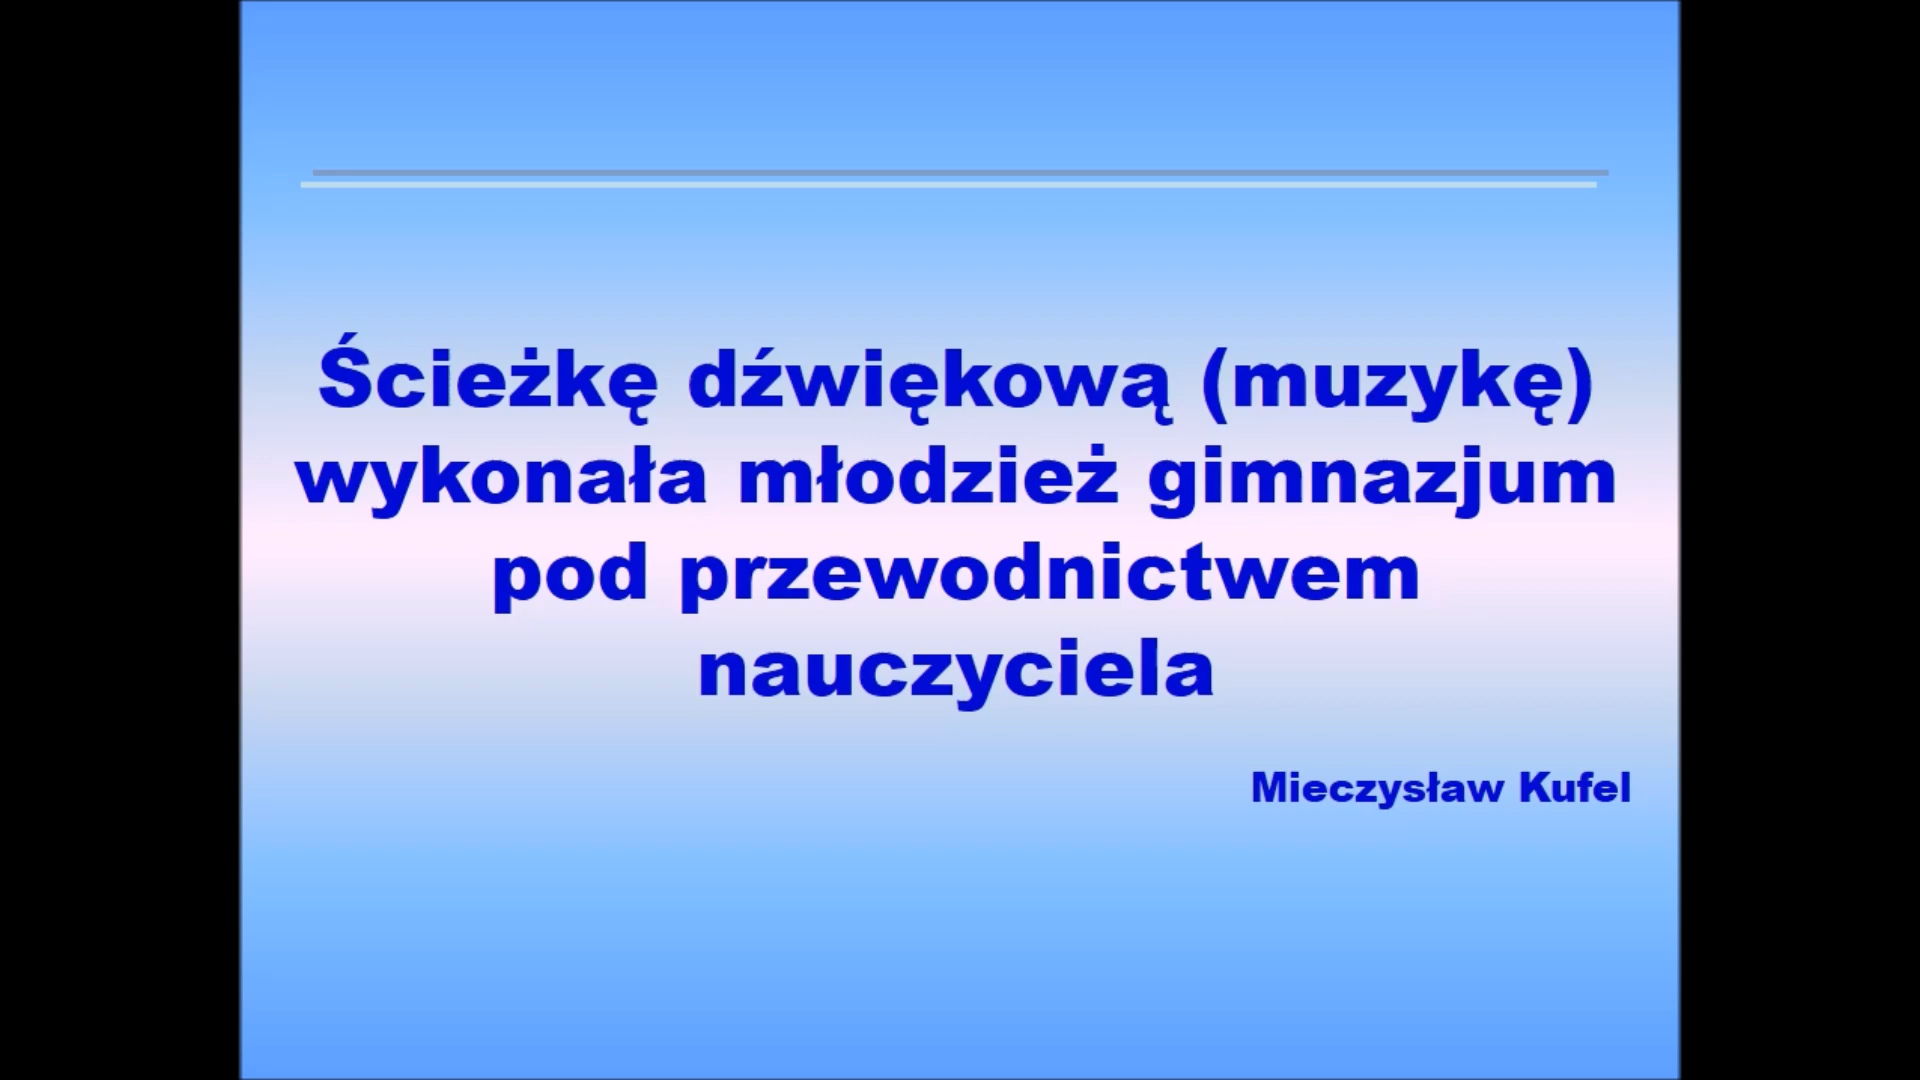 Ścieżkę dźwiękową (muzykę)
wykonała młodzież gimnazjum
pod przewodnictwem
nauczyciela
Mieczysław Kufel